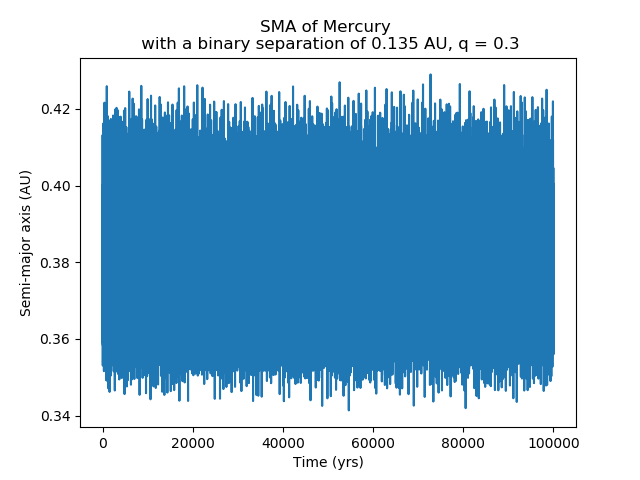 SMA of Mercury
with a binary separation of 0.135 AU, q = 0.3
0.42
0.40
0.38
0.36
0.34
Semi-major axis (AU)
0 20000 40000 60000 80000 100000
Time (yrs)